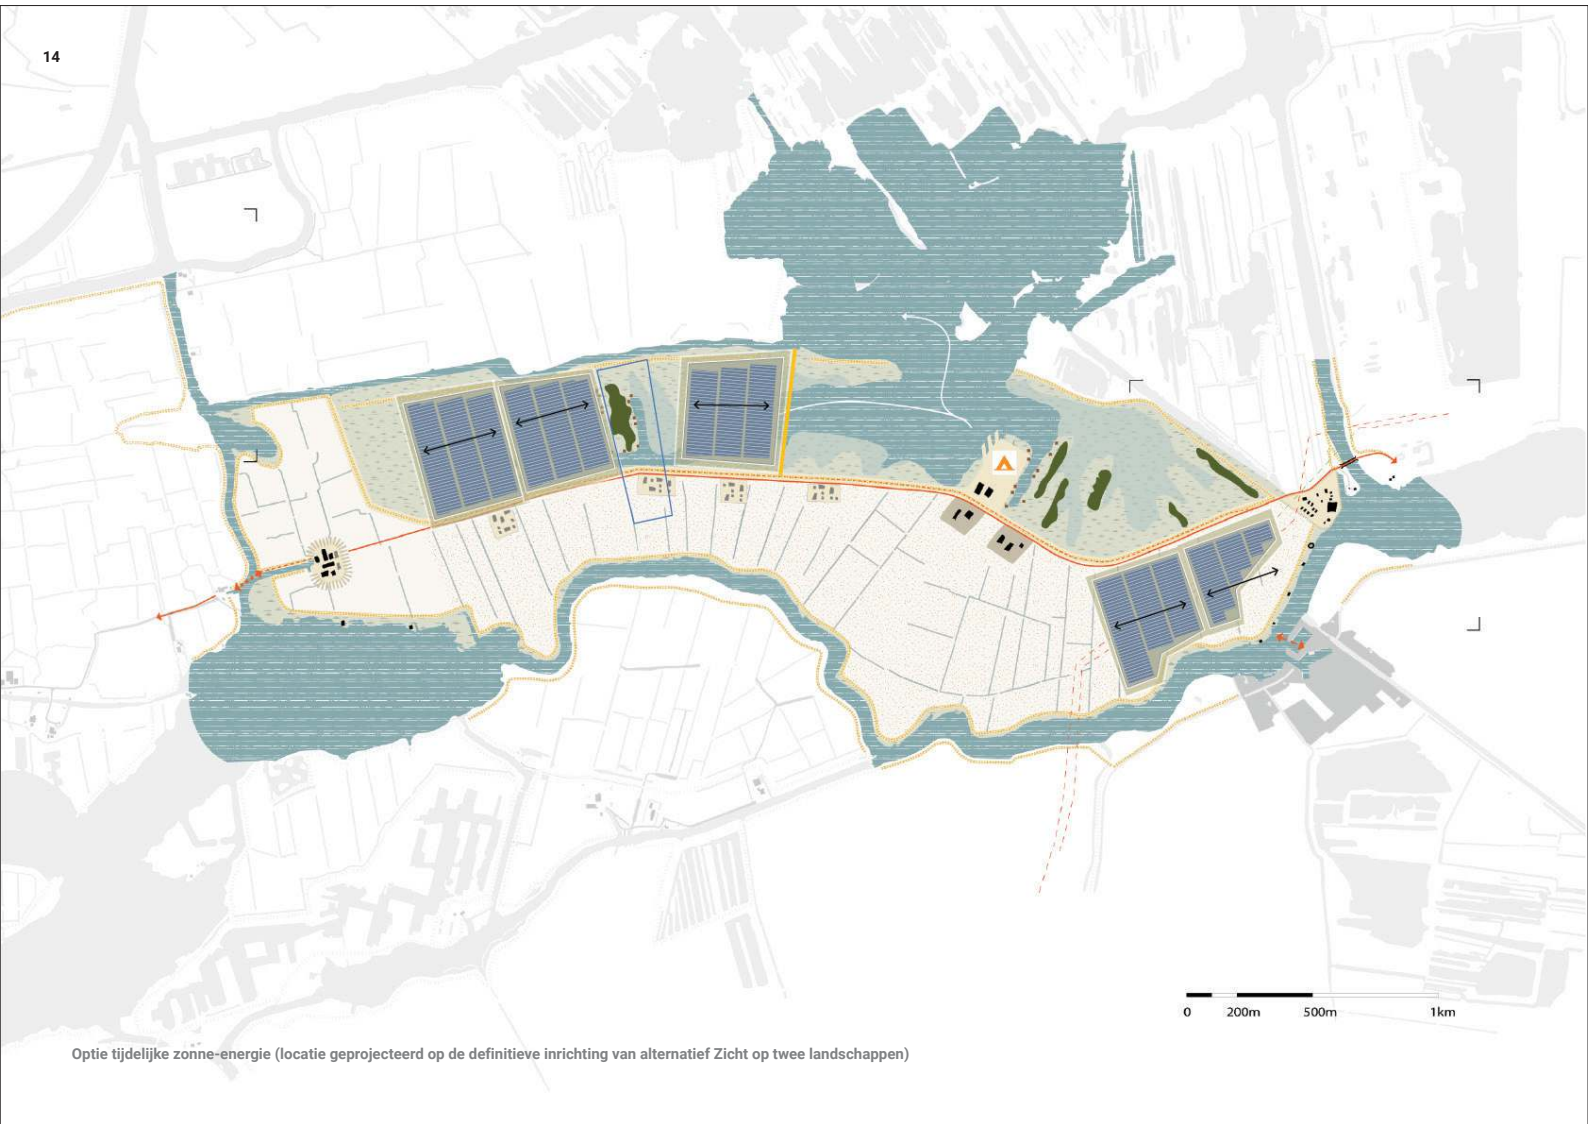 14
0 200m 500m 1km
Optie tijdelijke zonne-energie (locatie geprojecteerd op de definitieve inrichting van alternatief Zicht op twee landschappen)